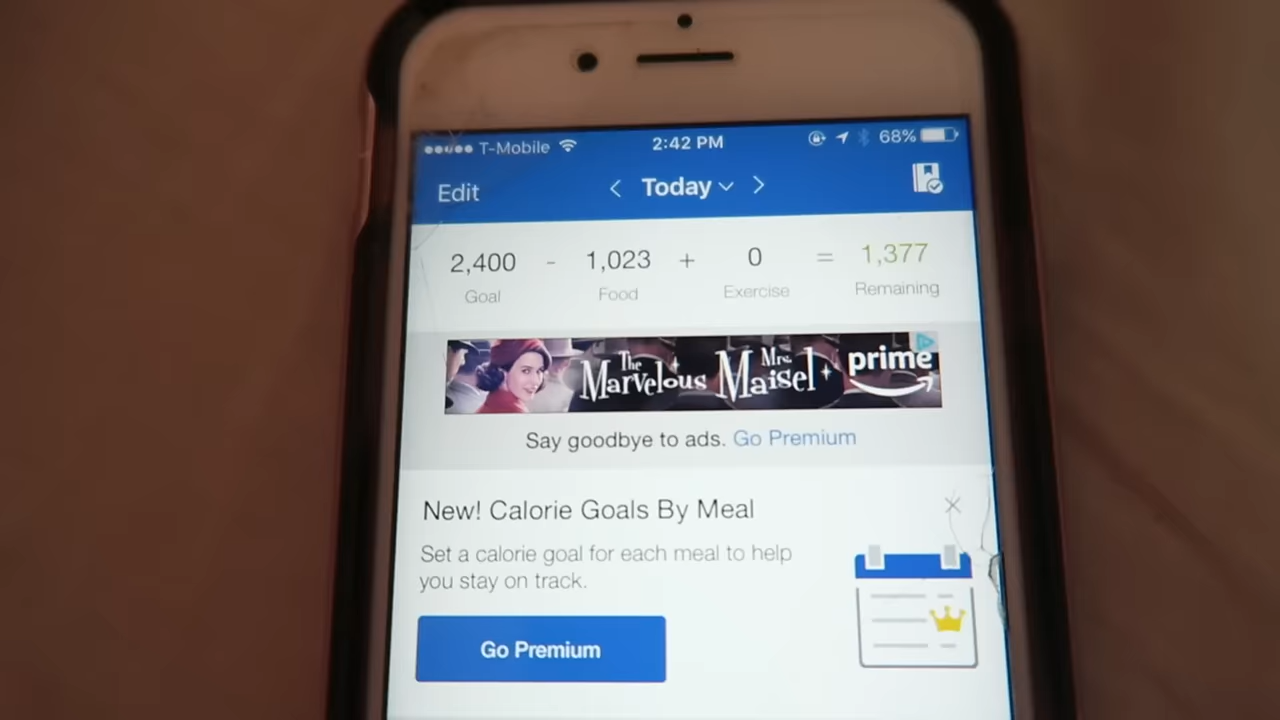 T-Mobile 2:42 PM 68%
Edit Today
2,400 - 1,023 + 0 = 1,377
Goal Food Exercise Remaining
The Marvelous Mrs. Maisel prime
Say goodbye to ads. Go Premium
New! Calorie Goals By Meal
Set a calorie goal for each meal to help
you stay on track.
Go Premium